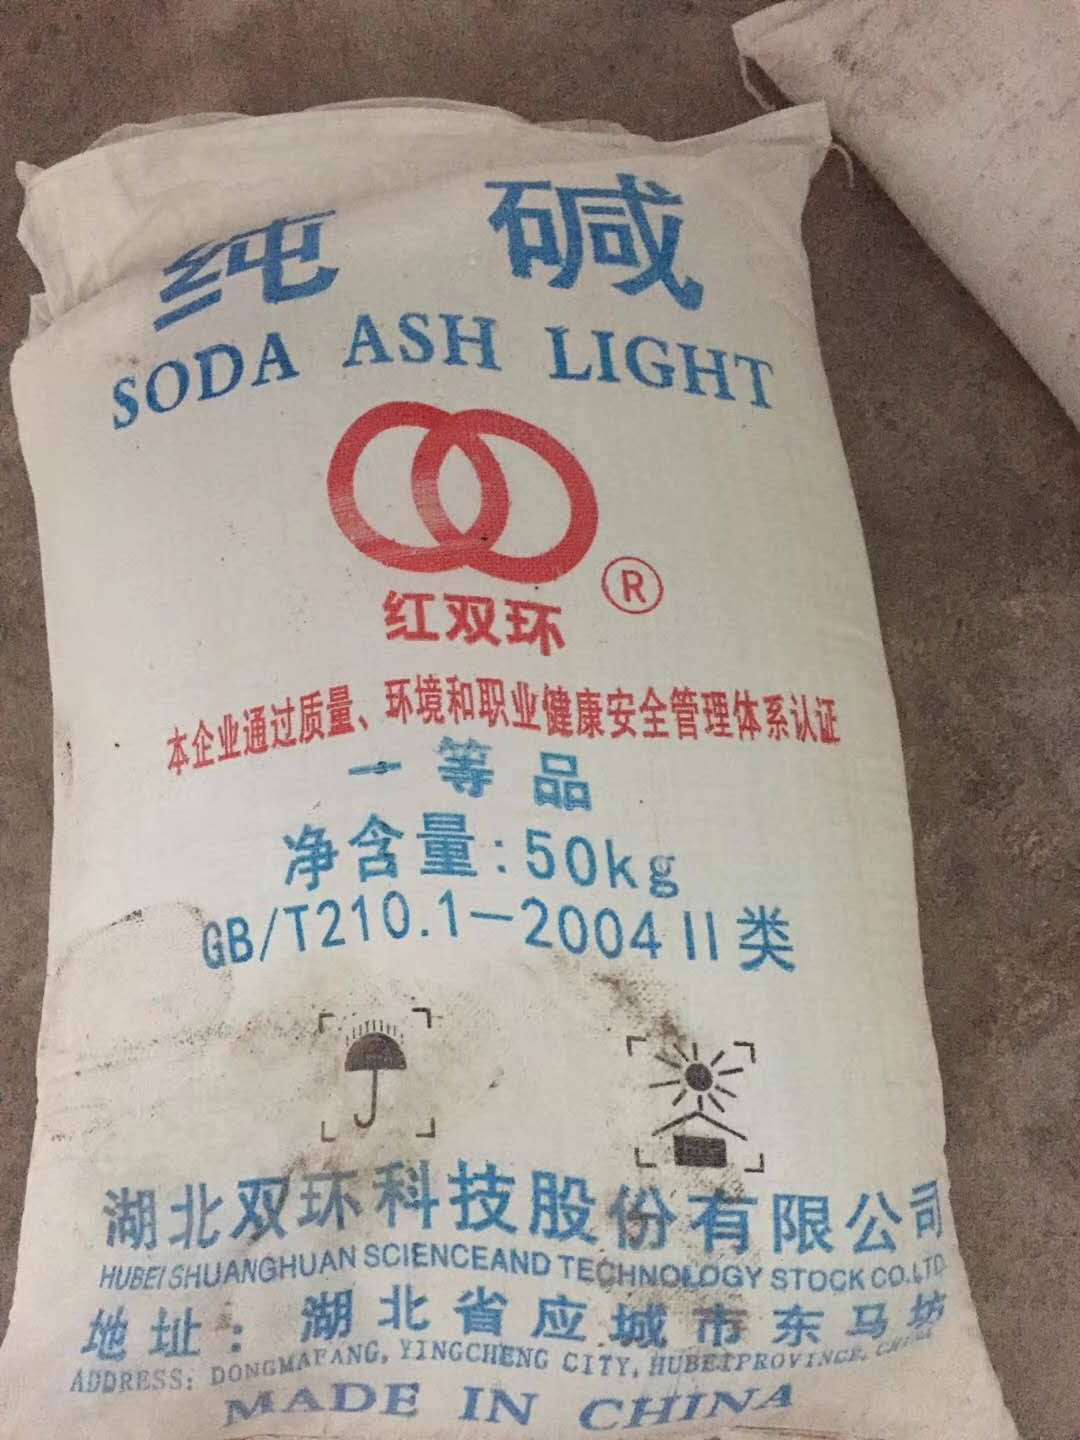 纯 碱
SODA ASH LIGHT
®
红双环
本企业通过质量、环境和职业健康安全管理体系认证
一等品
净含量:50kg
GB/T210.1-2004 II 类
湖北双环科技股份有限公司
HUBEI SHUANGHUAN SCIENCEAND TECHNOLOGY STOCK CO.,LTD
地址：湖北省应城市东马坊
ADDRESS: DONGMAFANG, YINGCHENG CITY, HUBEIPROVINCE, CHINA
MADE IN CHINA